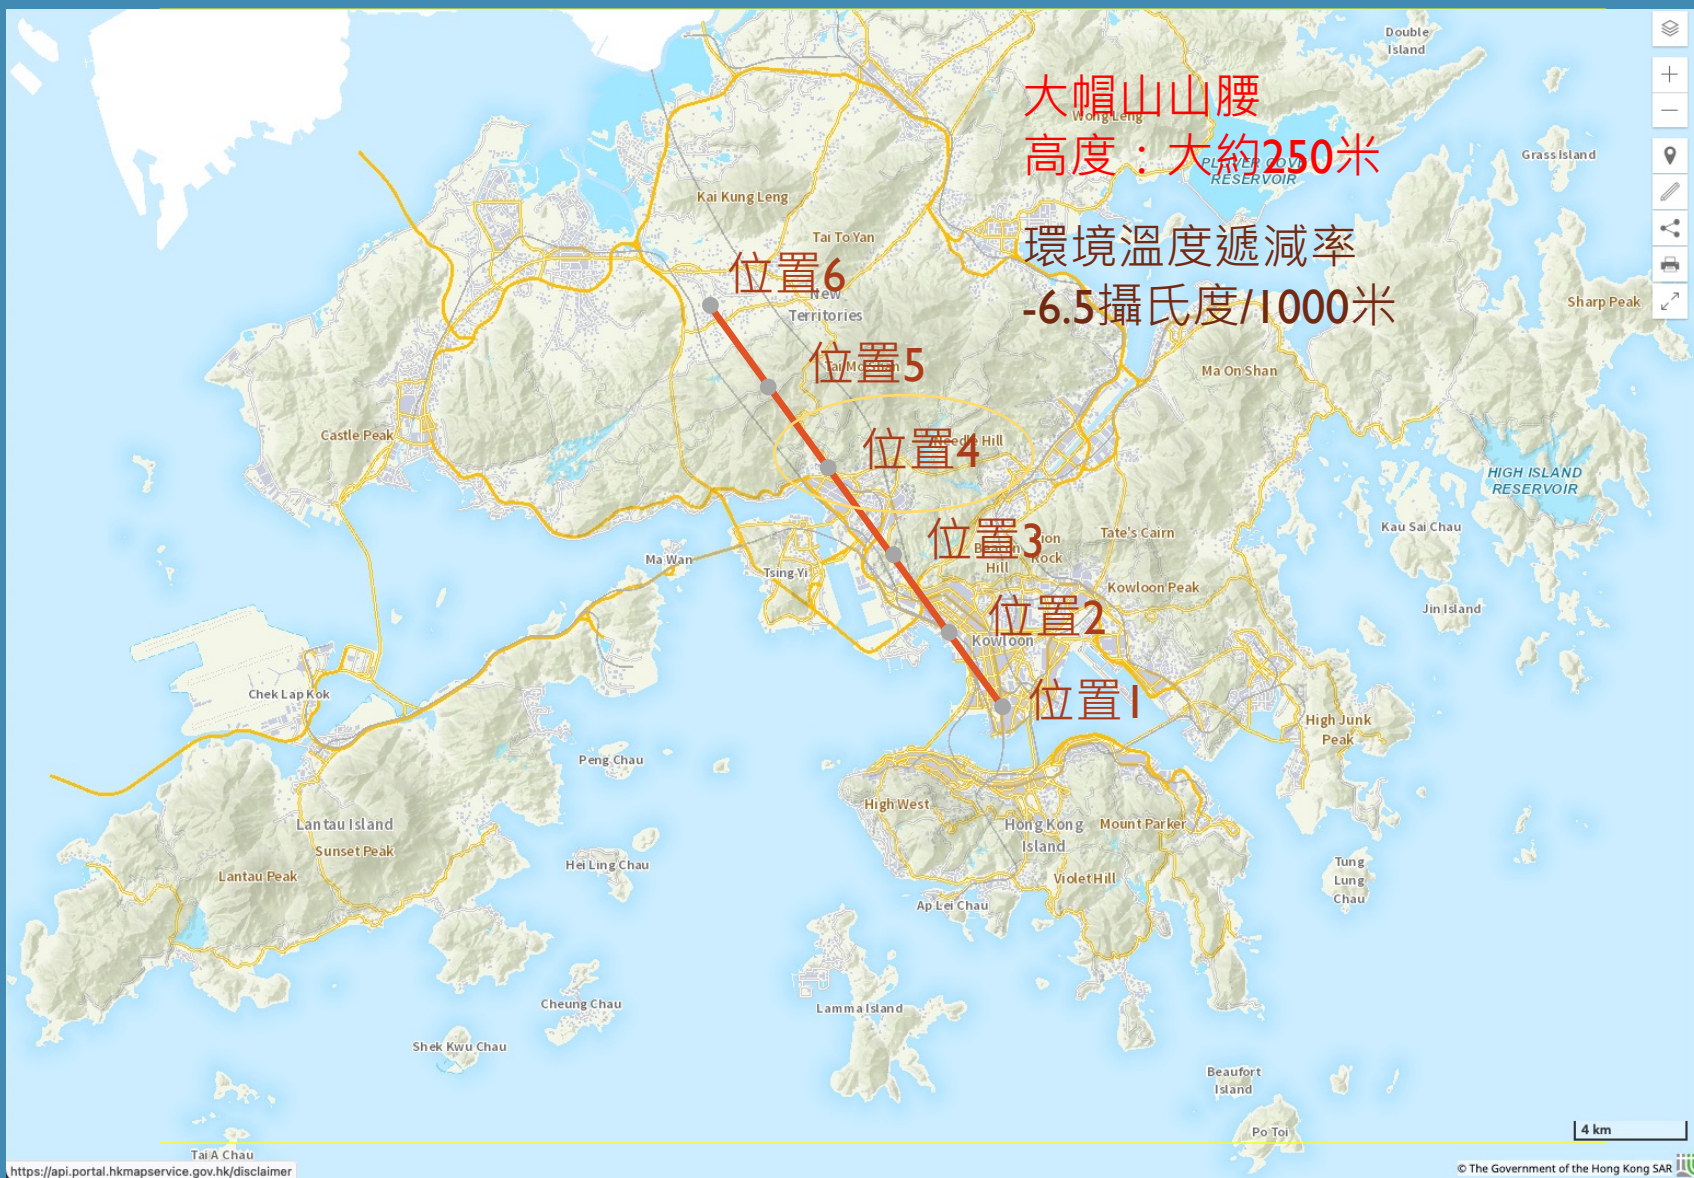 Double
Island
大帽山山腰
Wong Leng
高度：大約250米
PLOVER COVE
RESERVOIR
Grass Island
Kai Kung Leng
Tai To Yan
環境溫度遞減率
位置6
New
Territories
-6.5攝氏度/1000米
Sharp Peak
位置5
Tai Mo Shan
Ma On Shan
Castle Peak
位置4
Needle Hill
HIGH ISLAND
RESERVOIR
Kau Sai Chau
位置3
Beacon
Hill
Lion
Rock
Tate's Cairn
Ma Wan
Tsing Yi
Kowloon Peak
Jin Island
位置2
Kowloon
Chek Lap Kok
位置1
High Junk
Peak
Peng Chau
High West
Lantau Island
Hong Kong
Island
Mount Parker
Sunset Peak
Hei Ling Chau
Tung
Lung
Chau
Lantau Peak
Violet Hill
Ap Lei Chau
Cheung Chau
Lamma Island
Shek Kwu Chau
Beaufort
Island
Po Toi
4 km
Tai A Chau
https://api.portal.hkmapservice.gov.hk/disclaimer
© The Government of the Hong Kong SAR